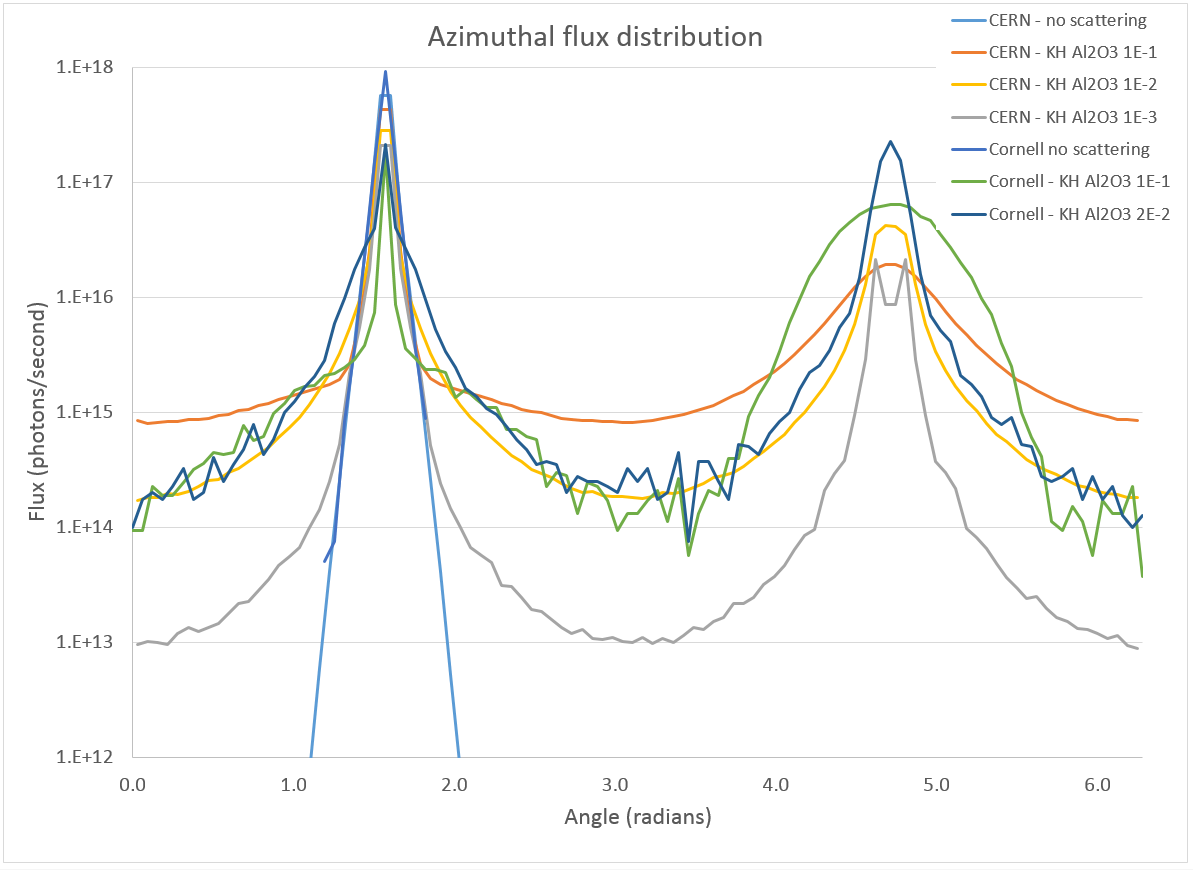 Azimuthal flux distribution
CERN - no scattering
CERN - KH Al2O3 1E-1
CERN - KH Al2O3 1E-2
CERN - KH Al2O3 1E-3
Cornell no scattering
Cornell - KH Al2O3 1E-1
Cornell - KH Al2O3 2E-2
Flux (photons/second)
1.E+18
1.E+17
1.E+16
1.E+15
1.E+14
1.E+13
1.E+12
0.0 1.0 2.0 3.0 4.0 5.0 6.0
Angle (radians)